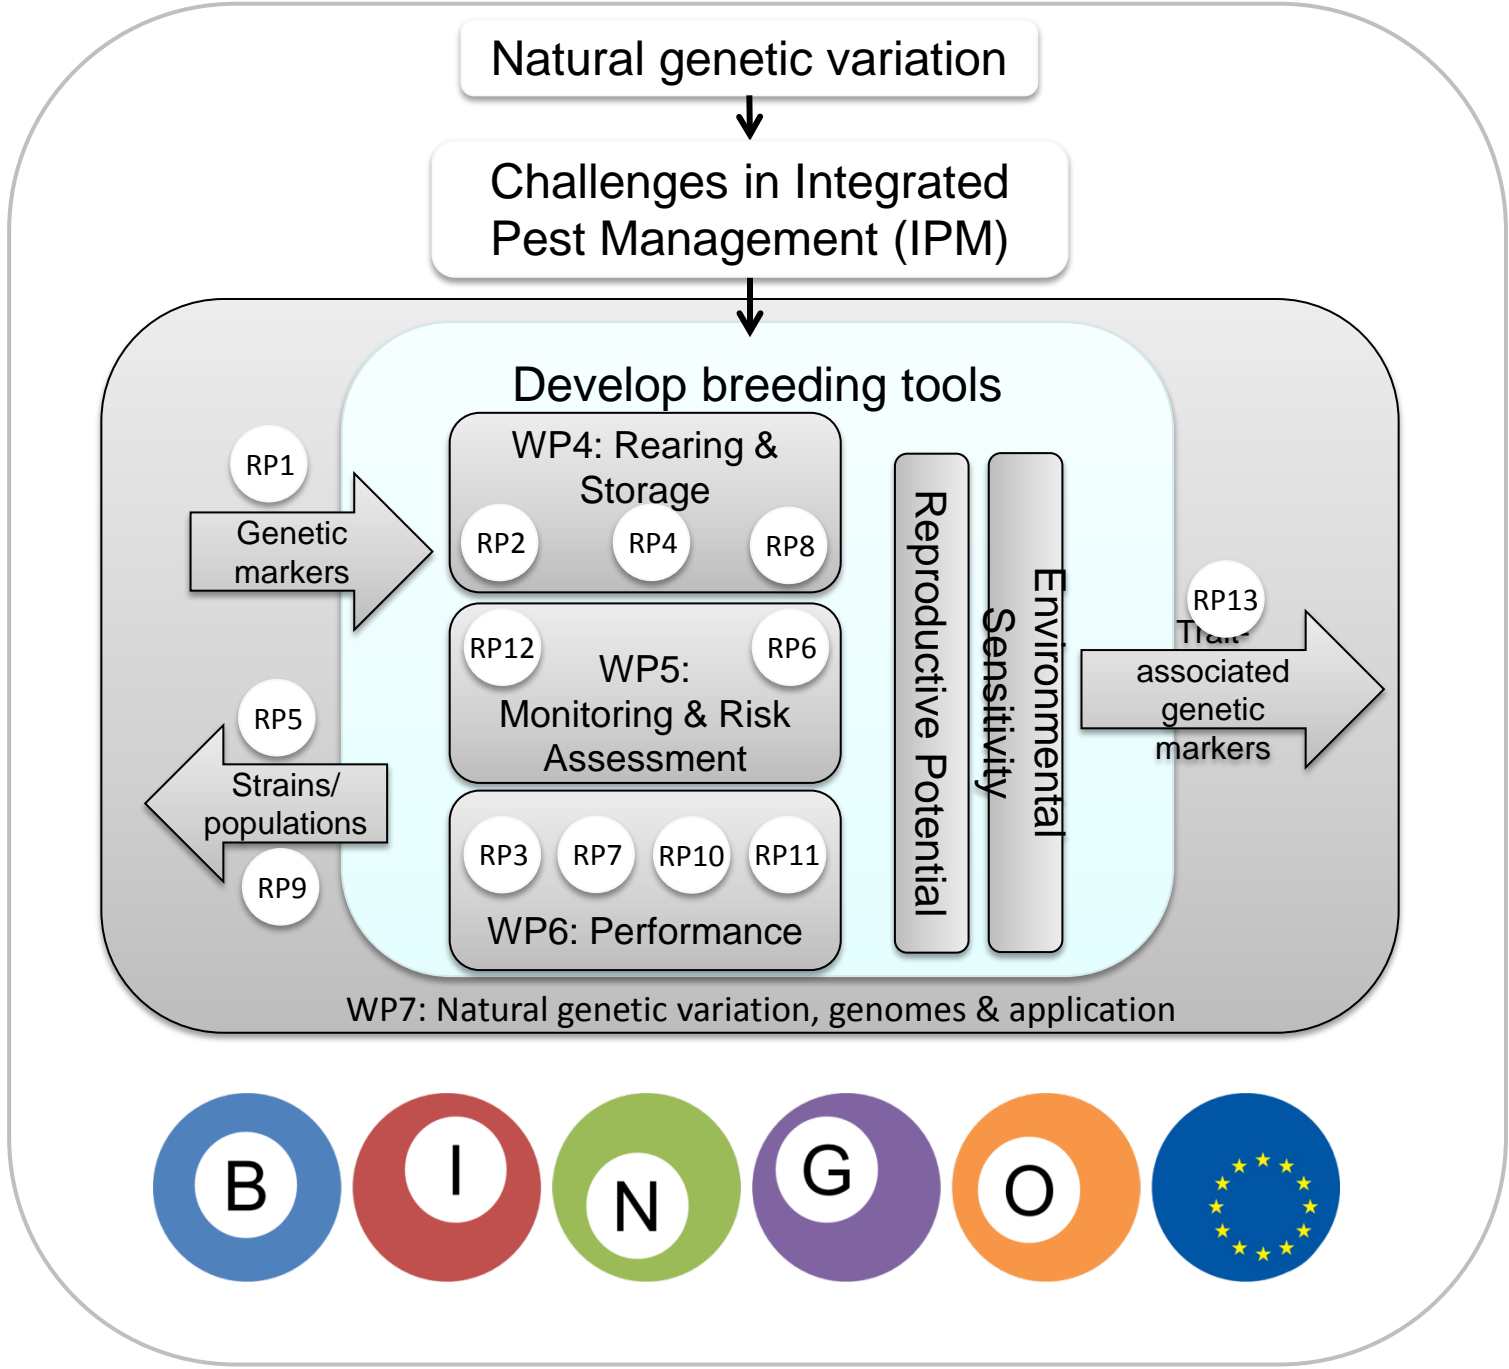 Natural genetic variation
Challenges in Integrated
Pest Management (IPM)
Develop breeding tools
WP4: Rearing &
Storage
RP2
RP4
RP8
RP1
Genetic
markers
RP12
RP6
WP5:
Monitoring & Risk
Assessment
RP5
Strains/
populations
RP9
RP3
RP7
RP10
RP11
WP6: Performance
Reproductive Potential
Environmental
Sensitivity
RP13
Trait-
associated
genetic
markers
WP7: Natural genetic variation, genomes & application
B I N G O